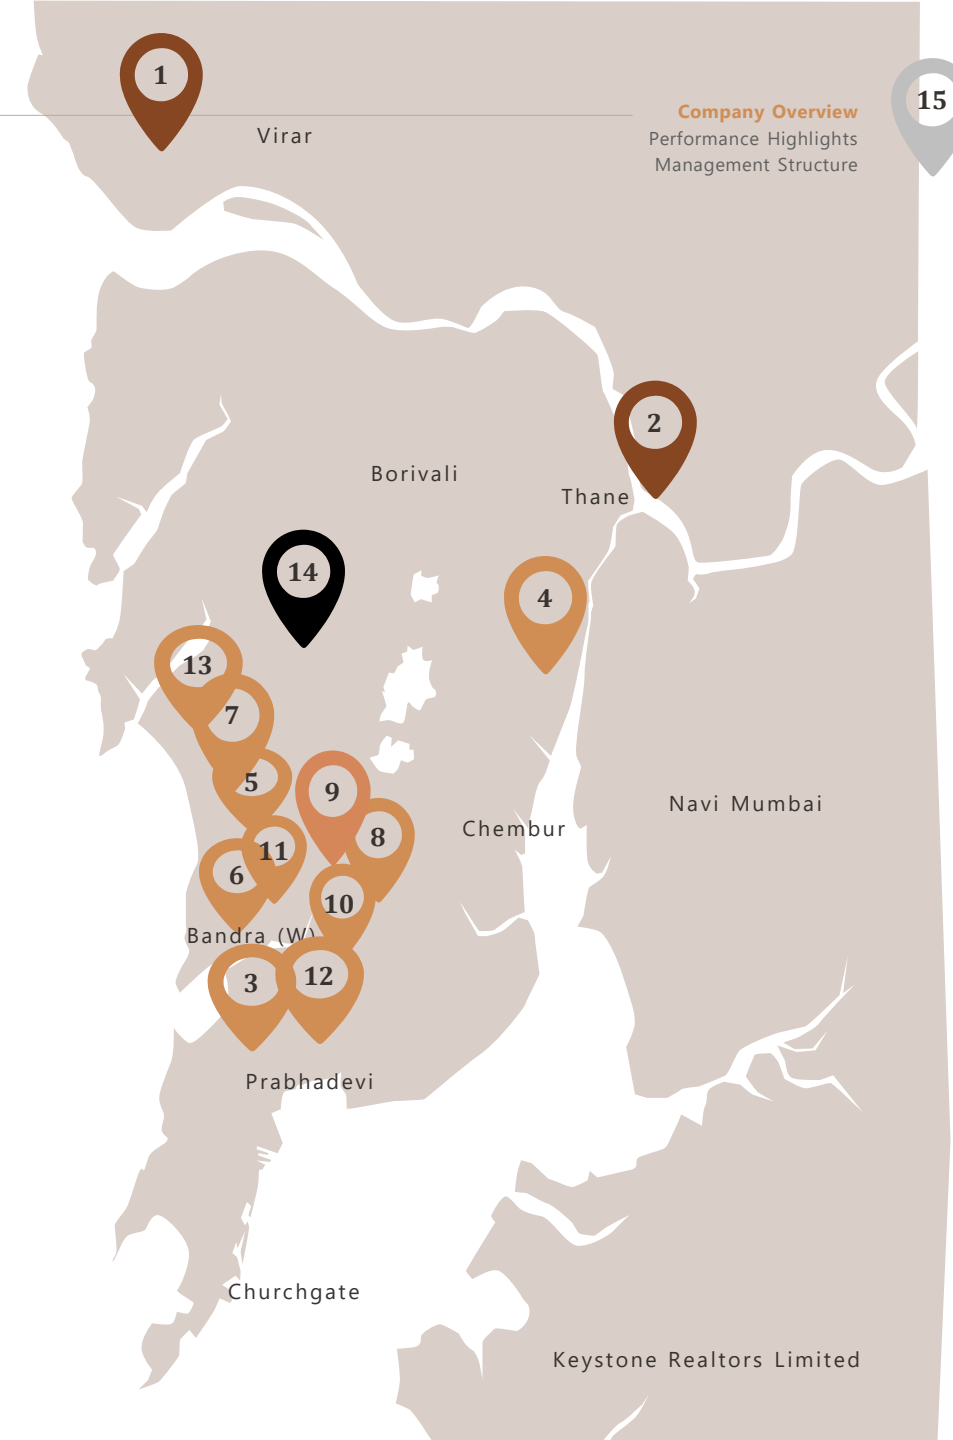 1
15
Company Overview
Virar
Performance Highlights
Management Structure
2
Borivali
Thane
14
4
13
7
5
9
Navi Mumbai
8
Chembur
11
6
10
Bandra (W)
3
12
Prabhadevi
Churchgate
Keystone Realtors Limited